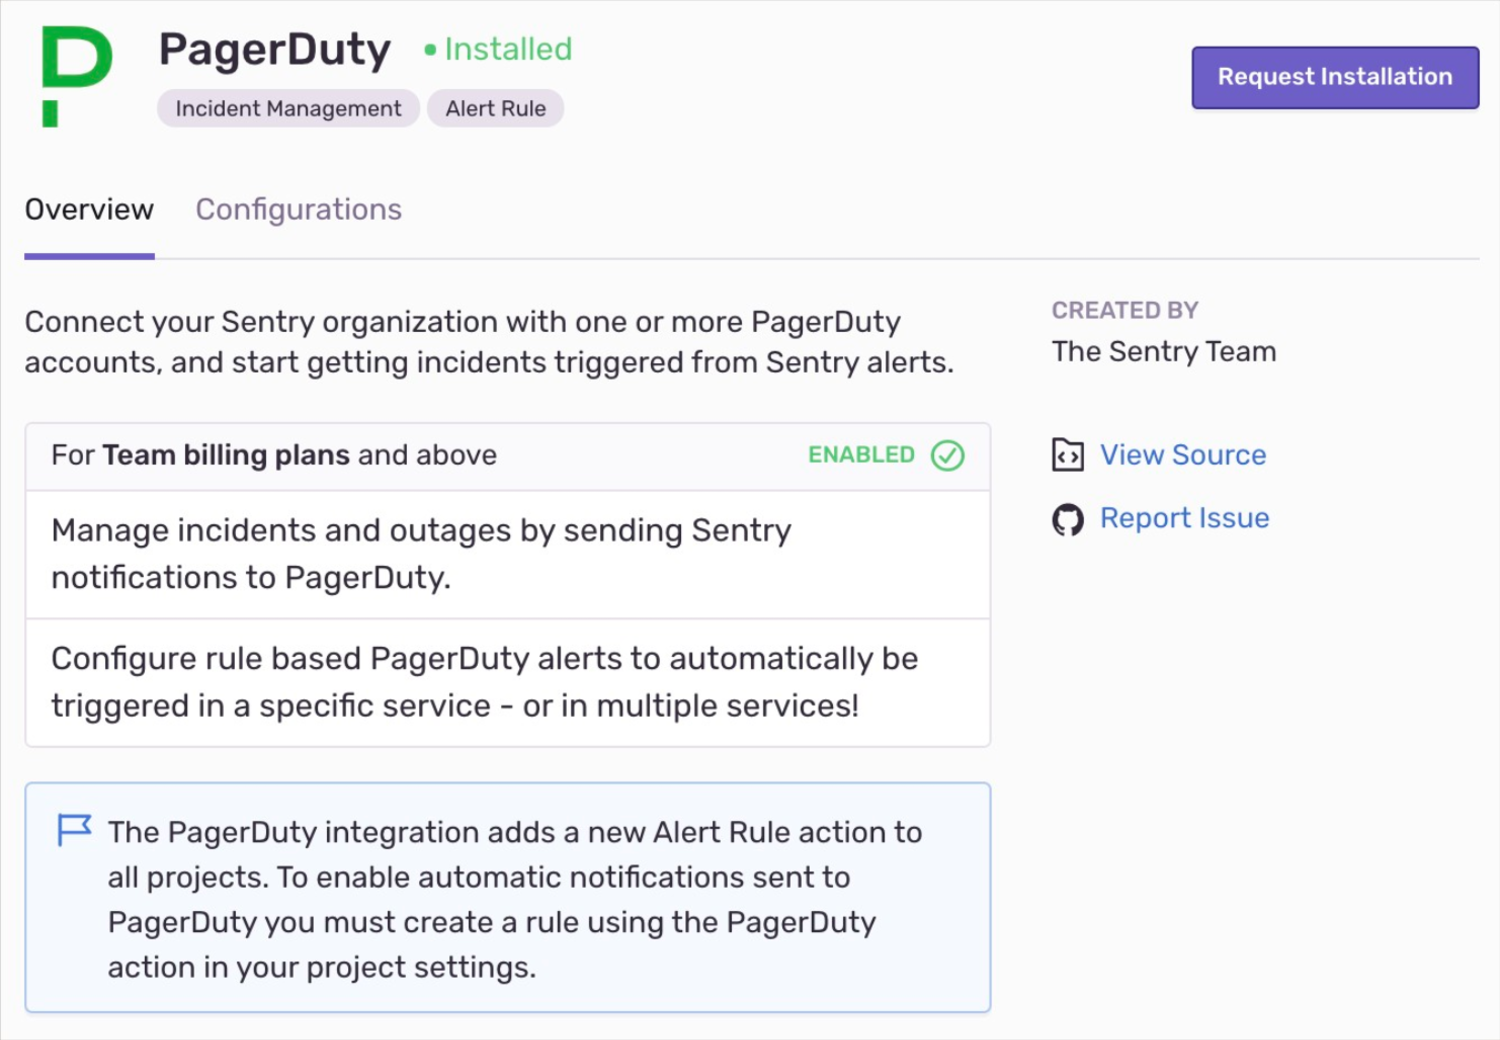 PagerDuty
Installed
Request Installation
Incident Management
Alert Rule
Overview
Configurations
Connect your Sentry organization with one or more PagerDuty
accounts, and start getting incidents triggered from Sentry alerts.
For Team billing plans and above
ENABLED
Manage incidents and outages by sending Sentry
notifications to PagerDuty.
Configure rule based PagerDuty alerts to automatically be
triggered in a specific service - or in multiple services!
The PagerDuty integration adds a new Alert Rule action to
all projects. To enable automatic notifications sent to
PagerDuty you must create a rule using the PagerDuty
action in your project settings.
CREATED BY
The Sentry Team
View Source
Report Issue